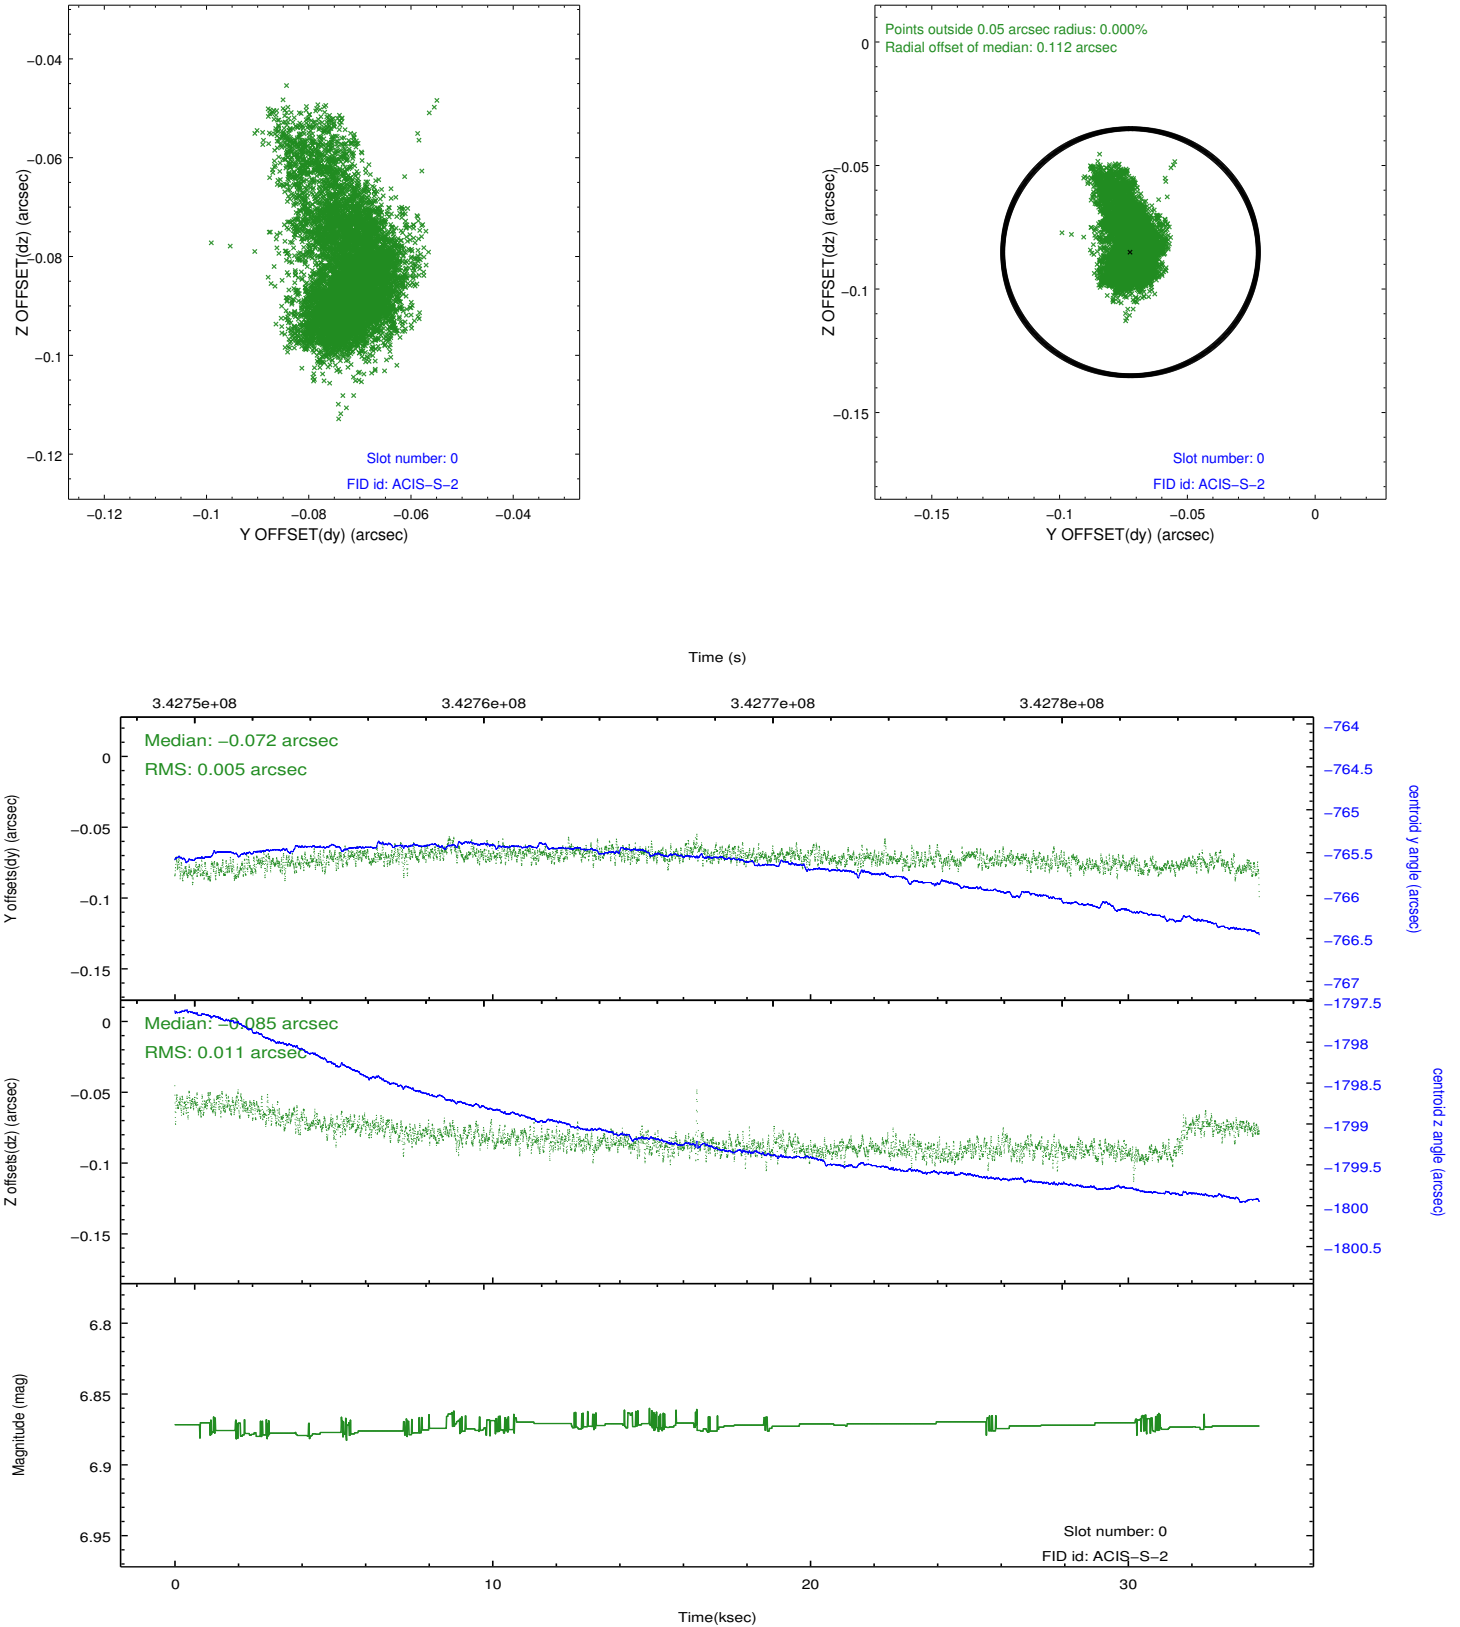 −0.04
−0.06
−0.08
−0.1
−0.12
Z OFFSET(dz) (arcsec)
Slot number: 0
FID id: ACIS−S−2
−0.12
−0.1
−0.08
−0.06
−0.04
Y OFFSET(dy) (arcsec)
Points outside 0.05 arcsec radius: 0.000%
Radial offset of median: 0.112 arcsec
0
−0.05
−0.1
−0.15
Z OFFSET(dz) (arcsec)
Slot number: 0
FID id: ACIS−S−2
−0.15
−0.1
−0.05
0
Y OFFSET(dy) (arcsec)
Time (s)
3.4275e+08
3.4276e+08
3.4277e+08
3.4278e+08
Median: −0.072 arcsec
RMS: 0.005 arcsec
0
−0.05
−0.1
−0.15
Y offsets(dy) (arcsec)
−764
−764.5
−765
−765.5
−766
−766.5
−767
centroid y angle (arcsec)
Median: −0.085 arcsec
RMS: 0.011 arcsec
0
−0.05
−0.1
−0.15
Z offsets(dz) (arcsec)
−1797.5
−1798
−1798.5
−1799
−1799.5
−1800
−1800.5
centroid z angle (arcsec)
6.8
6.85
6.9
6.95
Magnitude (mag)
Slot number: 0
FID id: ACIS−S−2
0
10
20
30
Time(ksec)